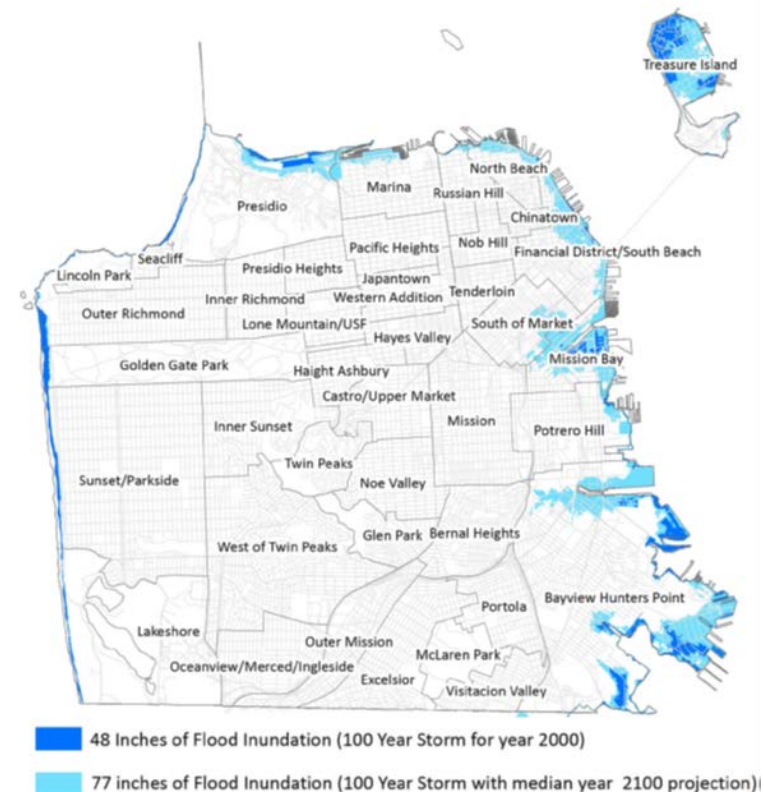 Treasure Island
North Beach
Marina
Russian Hill
Presidio
Chinatown
Pacific Heights
Nob Hill
Financial District/South Beach
Seacliff
Lincoln Park
Presidio Heights
Japantown
Inner Richmond
Western Addition
Tenderloin
Outer Richmond
Lone Mountain/USF
South of Market
Hayes Valley
Golden Gate Park
Mission Bay
Haight Ashbury
Castro/Upper Market
Inner Sunset
Mission
Potrero Hill
Twin Peaks
Sunset/Parkside
Noe Valley
Glen Park
Bernal Heights
West of Twin Peaks
Bayview Hunters Point
Portola
Lakeshore
Outer Mission
McLaren Park
Oceanview/Merced/Ingleside
Excelsior
Visitacion Valley
48 Inches of Flood Inundation (100 Year Storm for year 2000)
77 inches of Flood Inundation (100 Year Storm with median year 2100 projection)(